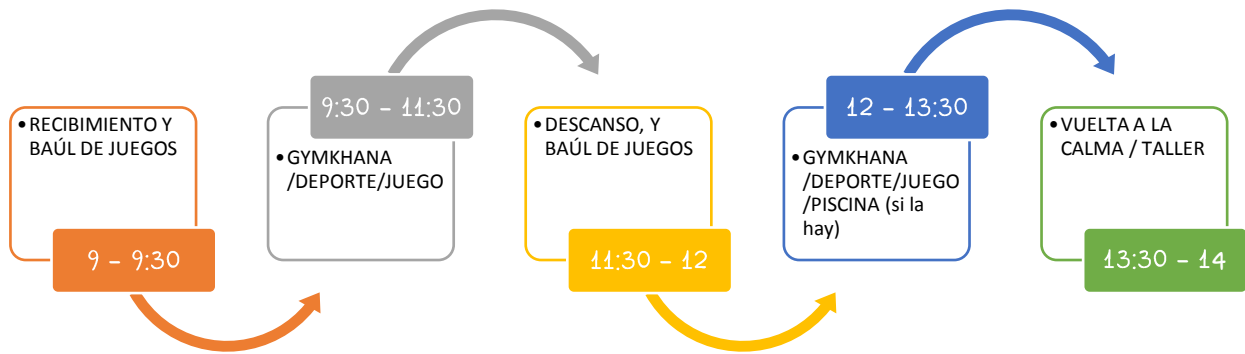 • RECIBIMIENTO Y
BAÚL DE JUEGOS
9 - 9:30
9:30 - 11:30
• GYMKHANA
/DEPORTE/JUEGO
• DESCANSO, Y
BAÚL DE JUEGOS
11:30 - 12
12 - 13:30
• GYMKHANA
/DEPORTE/JUEGO
/PISCINA (si la
hay)
• VUELTA A LA
CALMA / TALLER
13:30 - 14